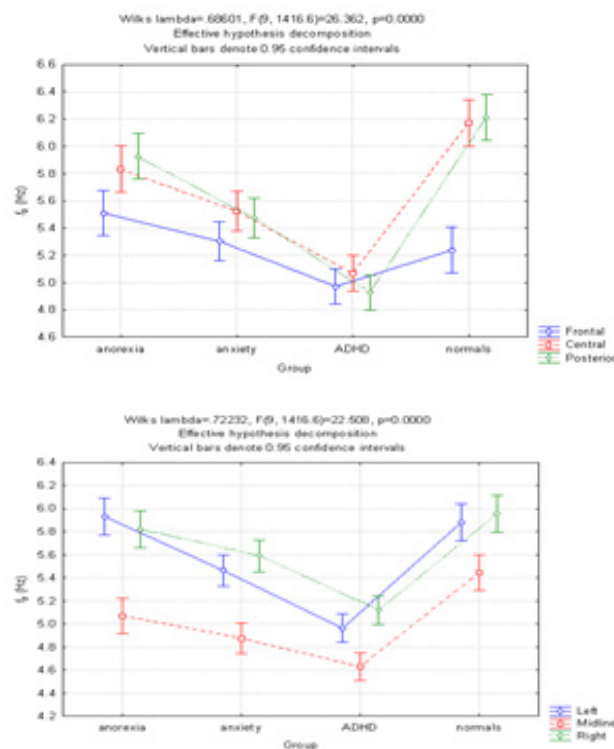 Wilks lambda=.68601, F(9, 1416.6)=26.362, p=0.0000
Effective hypothesis decomposition
Vertical bars denote 0.95 confidence intervals
6.6
6.4
6.2
6.0
5.8
5.6
5.4
5.2
5.0
4.8
4.6
(Hz)
anorexia anxiety ADHD normals
Group
Frontal
Central
Posterior
Wilks lambda=.72232, F(9, 1416.6)=22.508, p=0.0000
Effective hypothesis decomposition
Vertical bars denote 0.95 confidence intervals
6.4
6.2
6.0
5.8
5.6
5.4
5.2
5.0
4.8
4.6
4.4
4.2
(Hz)
anorexia anxiety ADHD normals
Group
Left
Midline
Right